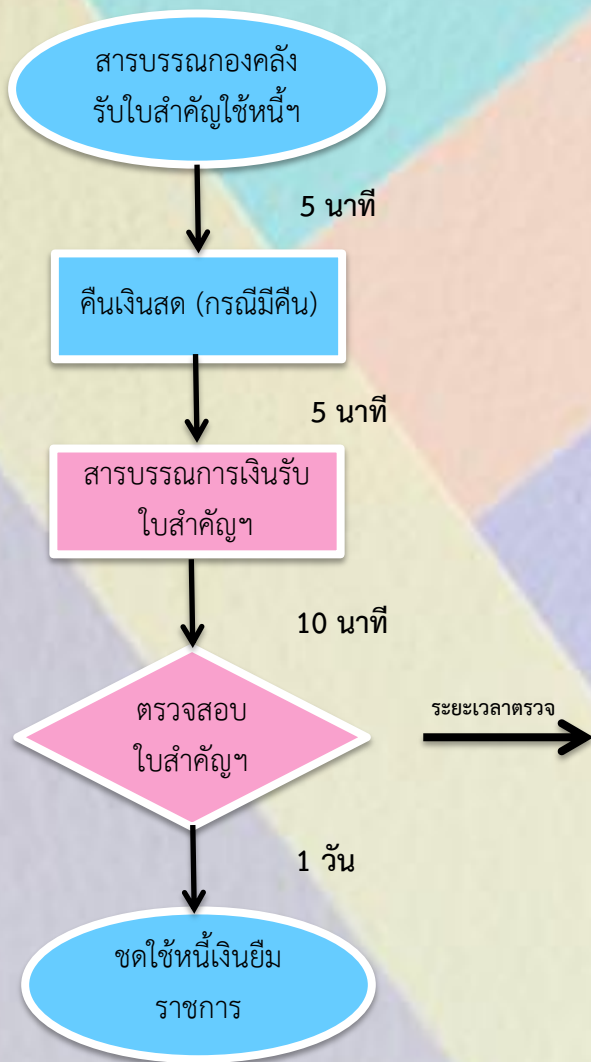 สารบรรณกองคลัง
รับใบสำคัญใช้หนี้ฯ
5 นาที
คืนเงินสด (กรณีมีคืน)
5 นาที
สารบรรณการเงินรับ
ใบสำคัญฯ
10 นาที
ตรวจสอบ
ใบสำคัญฯ
ระยะเวลาตรวจ
1 วัน
ชดใช้หนี้เงินยืม
ราชการ